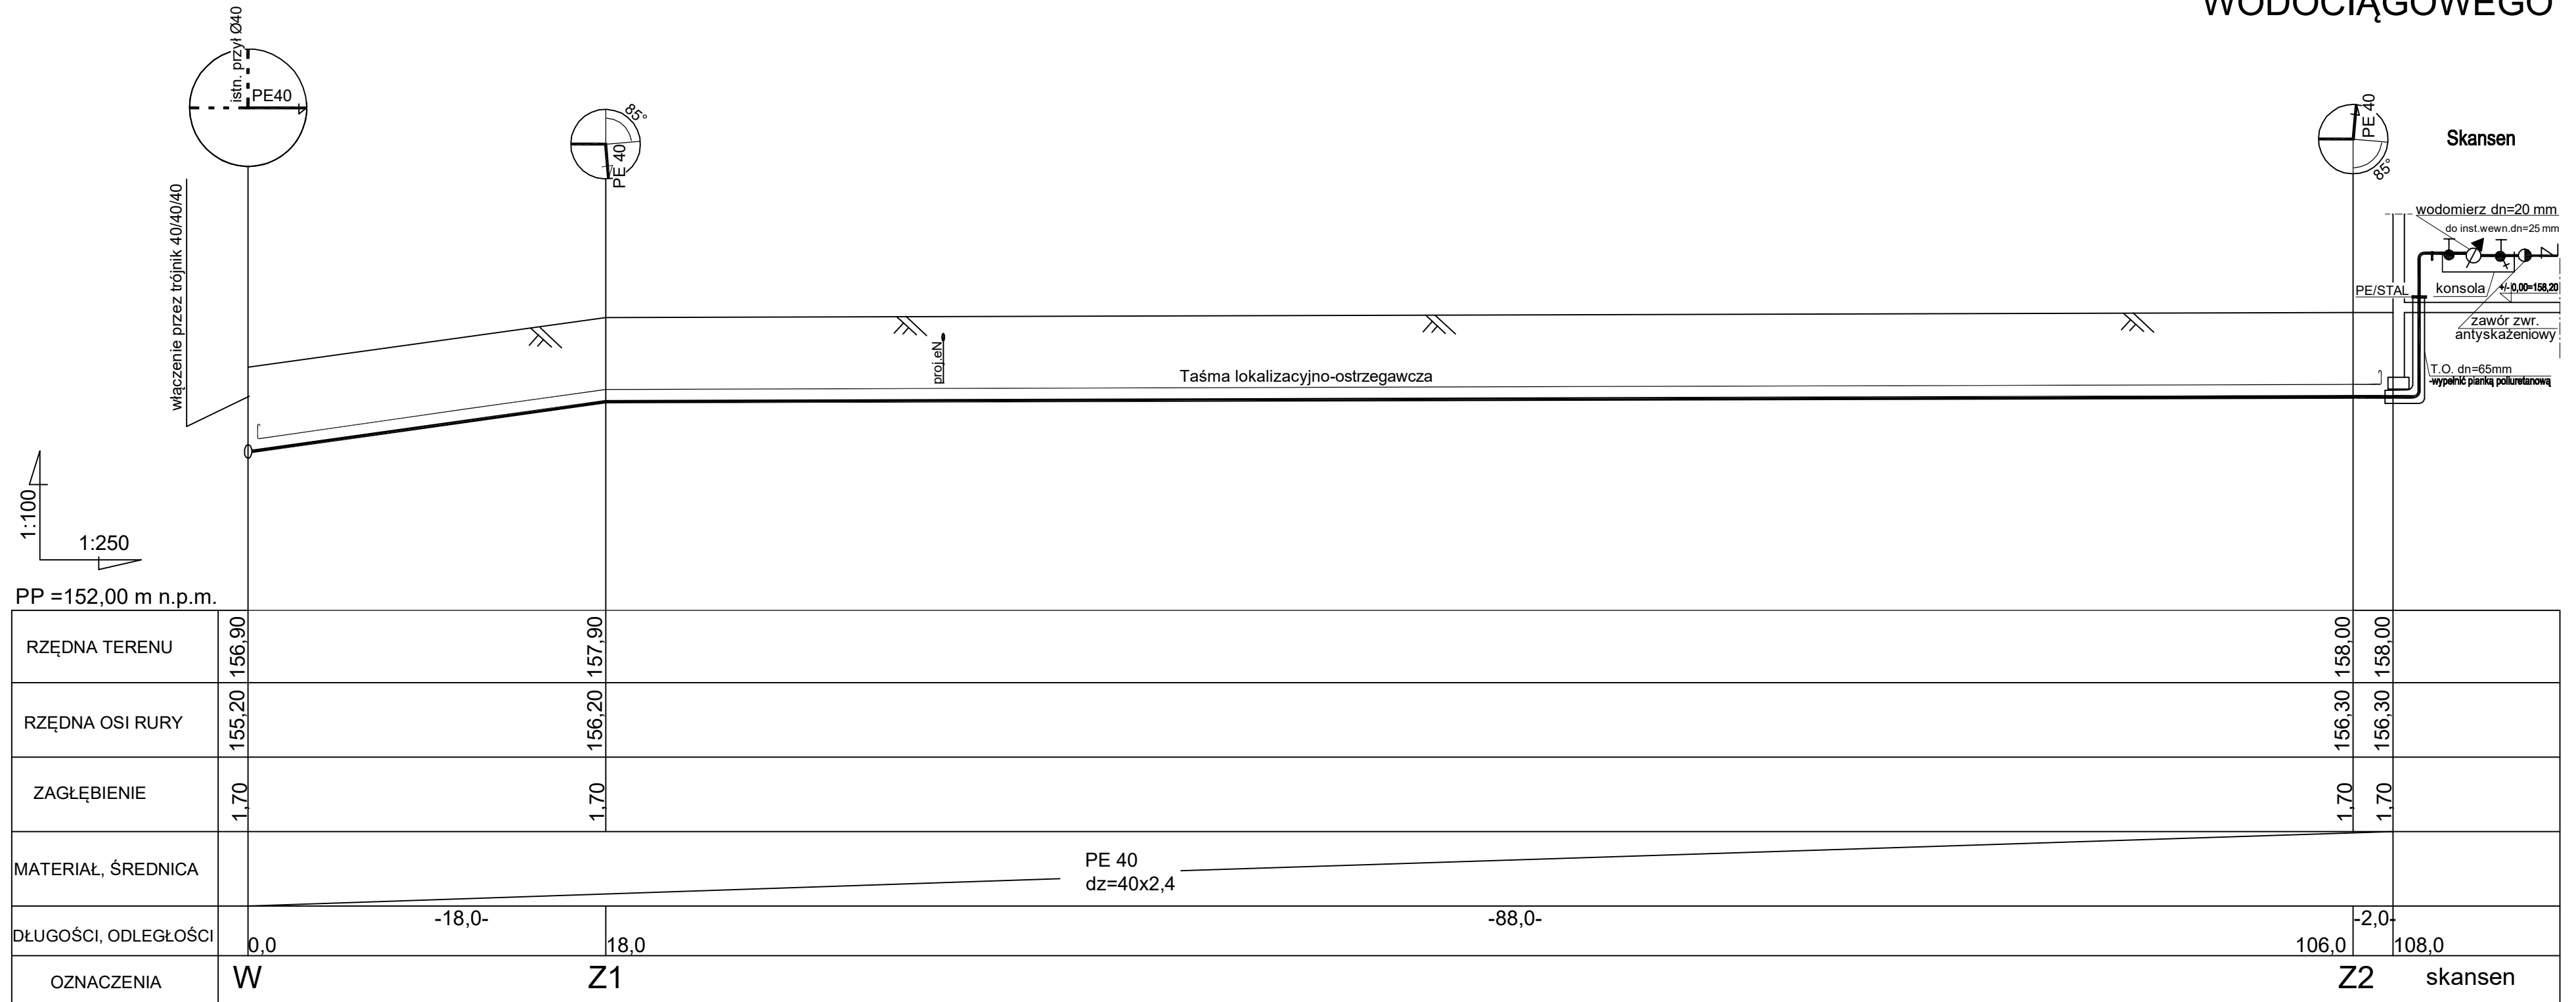 WODOCIĄGOWEGO
istn. przył Ø40
PE40
85°
PE 40
PE 40
85°
Skansen
włączenie przez trójnik 40/40/40
wodomierz dn=20 mm
do inst.wewn.dn=25 mm
PE/STAL
konsola
+/- 0,00=158,20
zawór zwr.
antyskażeniowy
proj.eN
Taśma lokalizacyjno-ostrzegawcza
T.O. dn=65mm
-wypełnić pianką poliuretanową
1:100
1:250
PP =152,00 m n.p.m.
RZĘDNA TERENU 156,90 157,90 158,00 158,00
RZĘDNA OSI RURY 155,20 156,20 156,30 156,30
ZAGŁĘBIENIE 1,70 1,70 1,70 1,70
MATERIAŁ, ŚREDNICA
PE 40
dz=40x2,4
-18,0- -88,0- -2,0-
DŁUGOŚCI, ODLEGŁOŚCI
0,0 18,0 106,0 108,0
OZNACZENIA W Z1 Z2 skansen